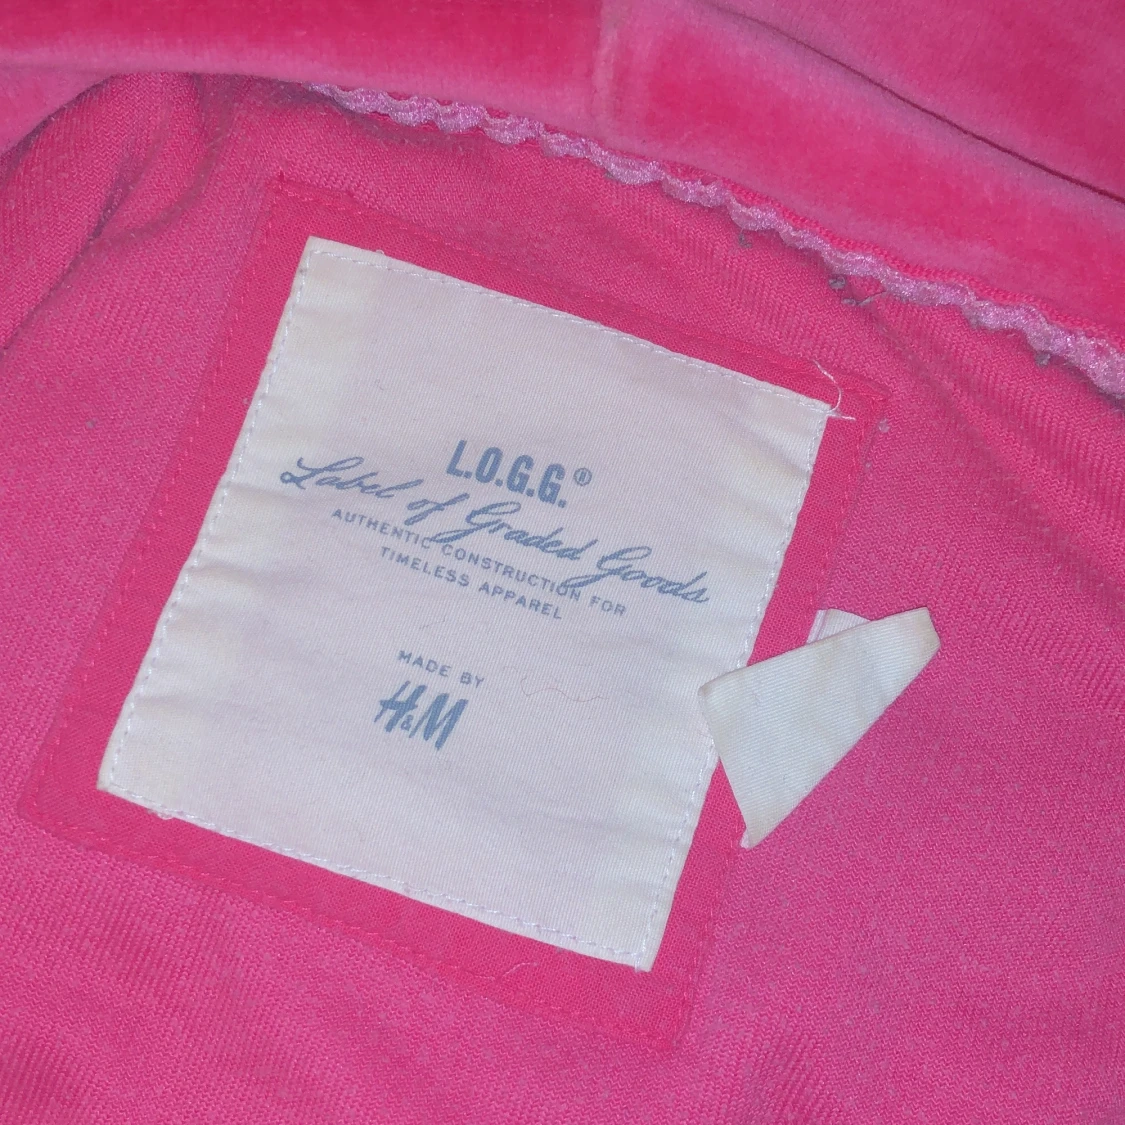 L.O.G.G.®
Label of Graded Goods
AUTHENTIC CONSTRUCTION FOR
TIMELESS APPAREL
MADE BY
H&M